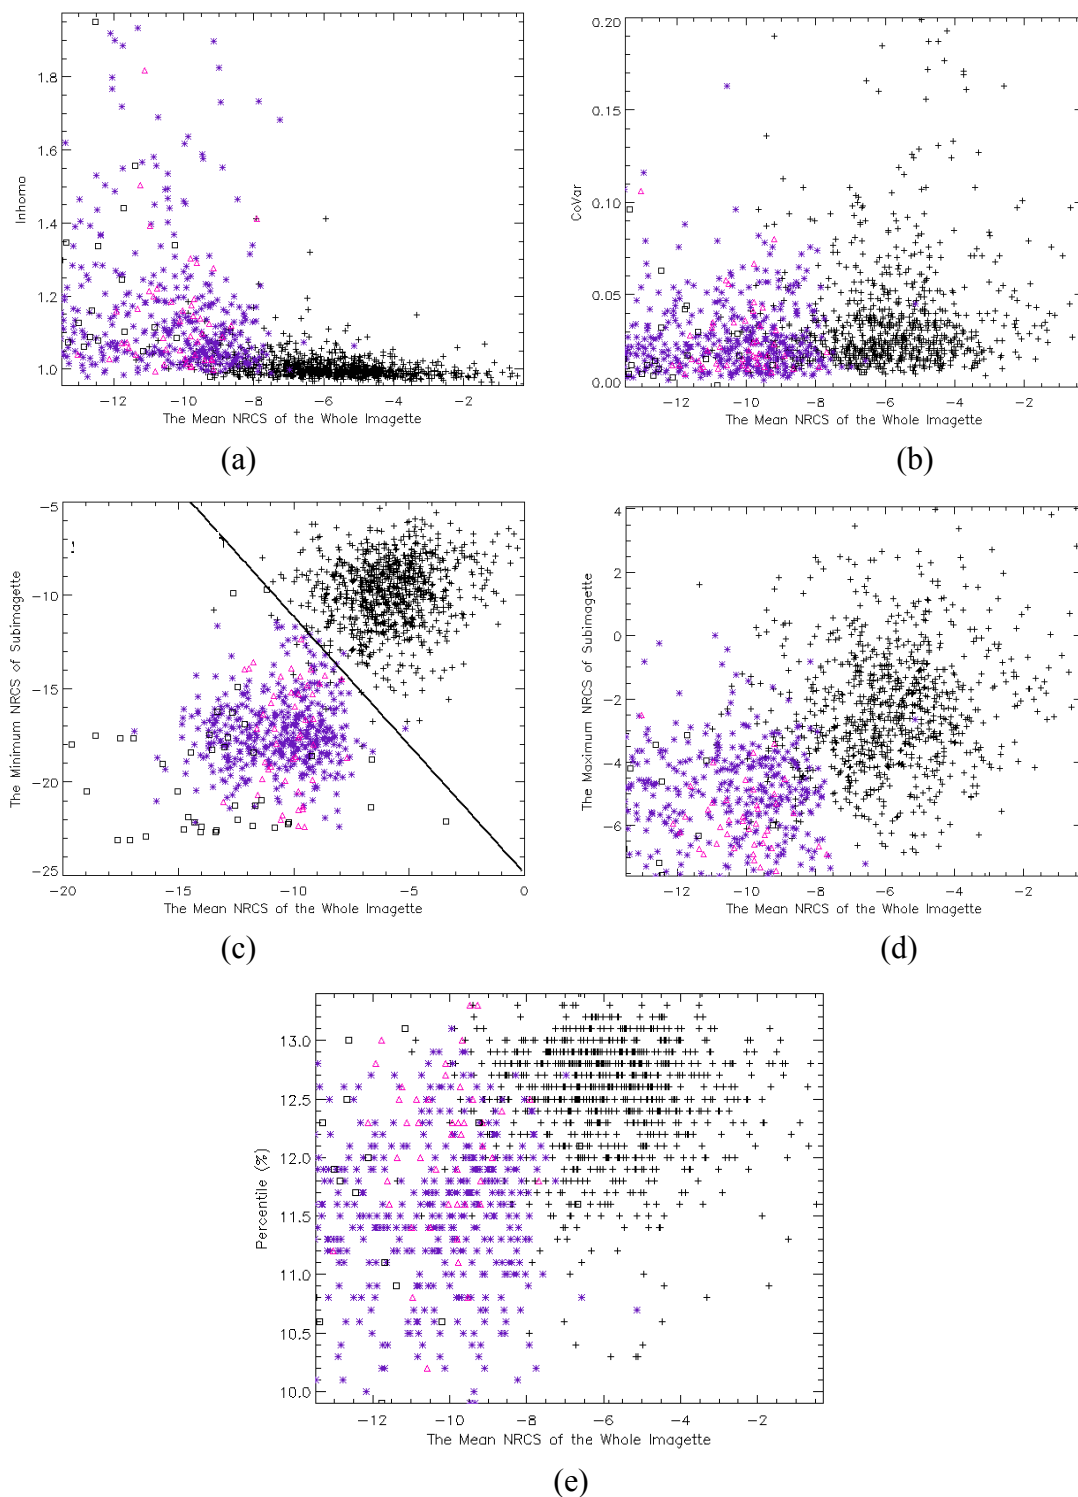 1.8
1.6
1.4
1.2
1.0
Inhomo
−12 −10 −8 −6 −4 −2
The Mean NRCS of the Whole Imagette
(a)
0.20
0.15
0.10
0.05
0.00
CoVar
−12 −10 −8 −6 −4 −2
The Mean NRCS of the Whole Imagette
(b)
−5
−10
−15
−20
−25
The Minimum NRCS of Subimagette
−20 −15 −10 −5 0
The Mean NRCS of the Whole Imagette
(c)
4
2
0
−2
−4
−6
The Maximum NRCS of Subimagette
−12 −10 −8 −6 −4 −2
The Mean NRCS of the Whole Imagette
(d)
13.0
12.5
12.0
11.5
11.0
10.5
10.0
Percentile (%)
−12 −10 −8 −6 −4 −2
The Mean NRCS of the Whole Imagette
(e)